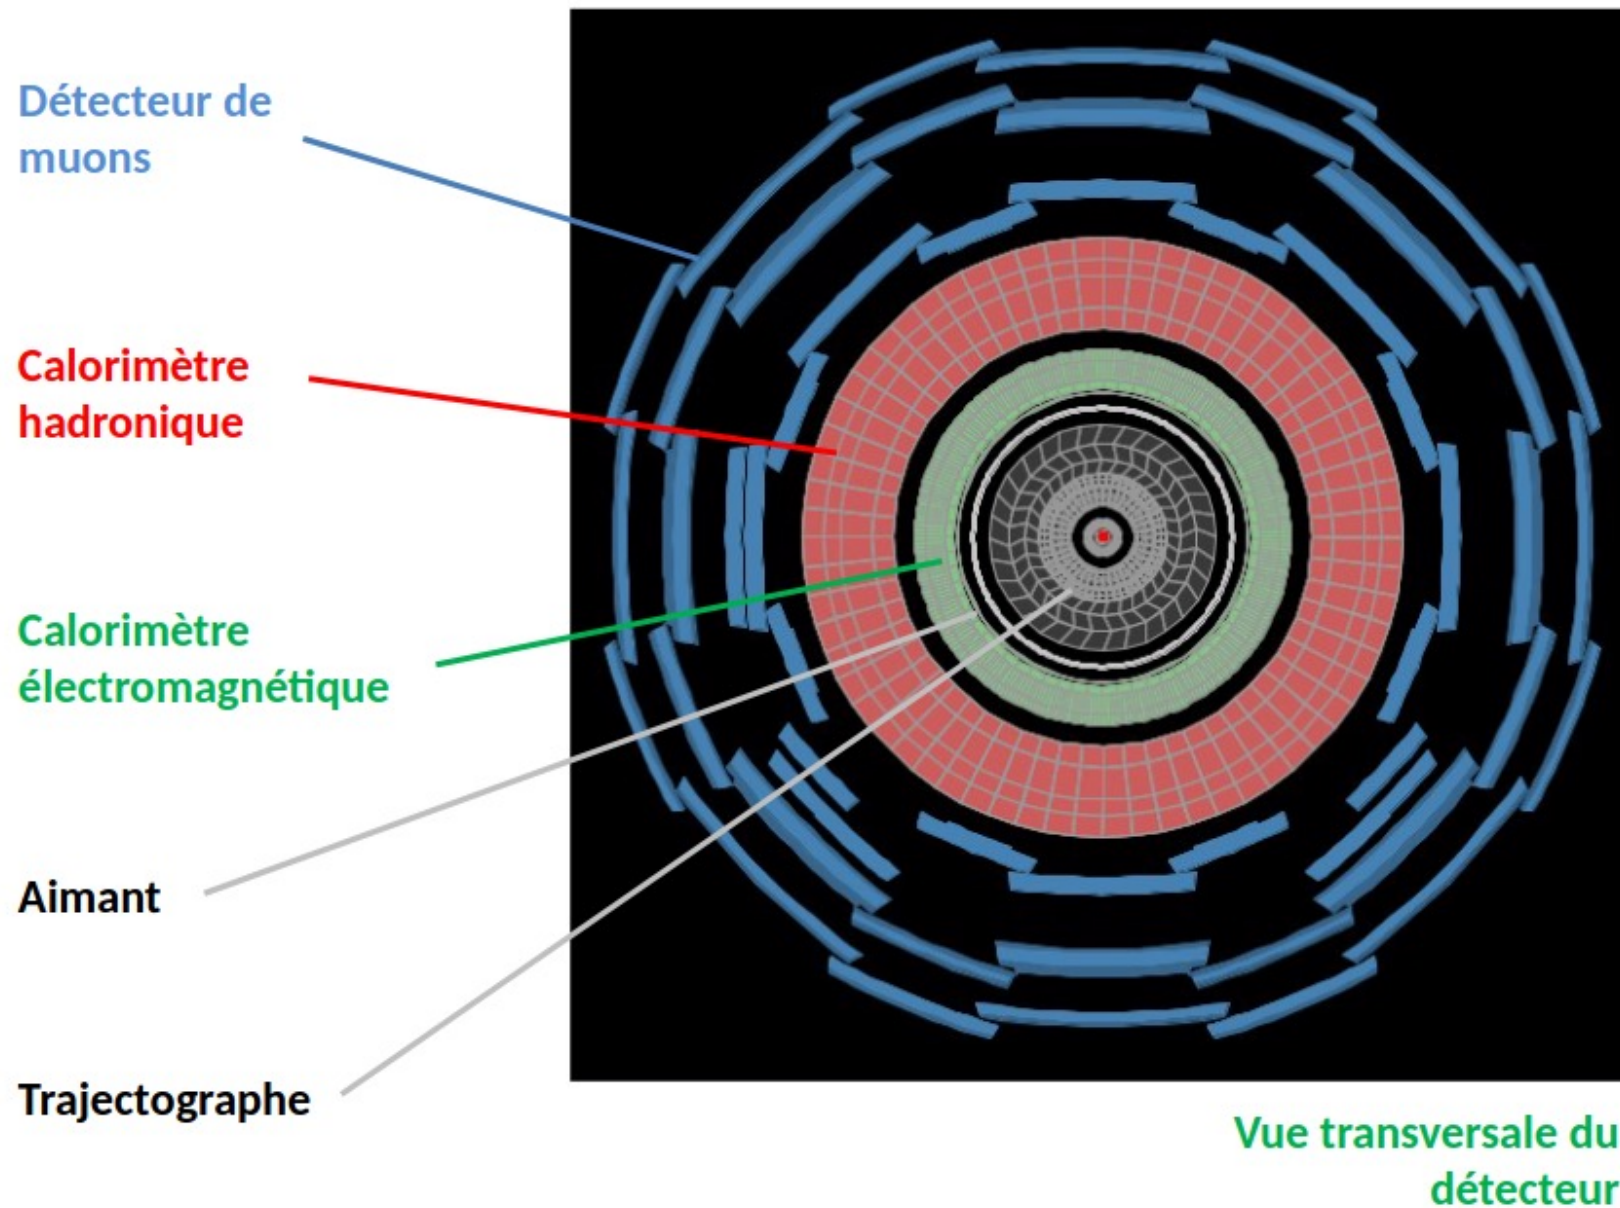 Détecteur de
muons
Calorimètre
hadronique
Calorimètre
électromagnétique
Aimant
Trajectographe
Vue transversale du
détecteur